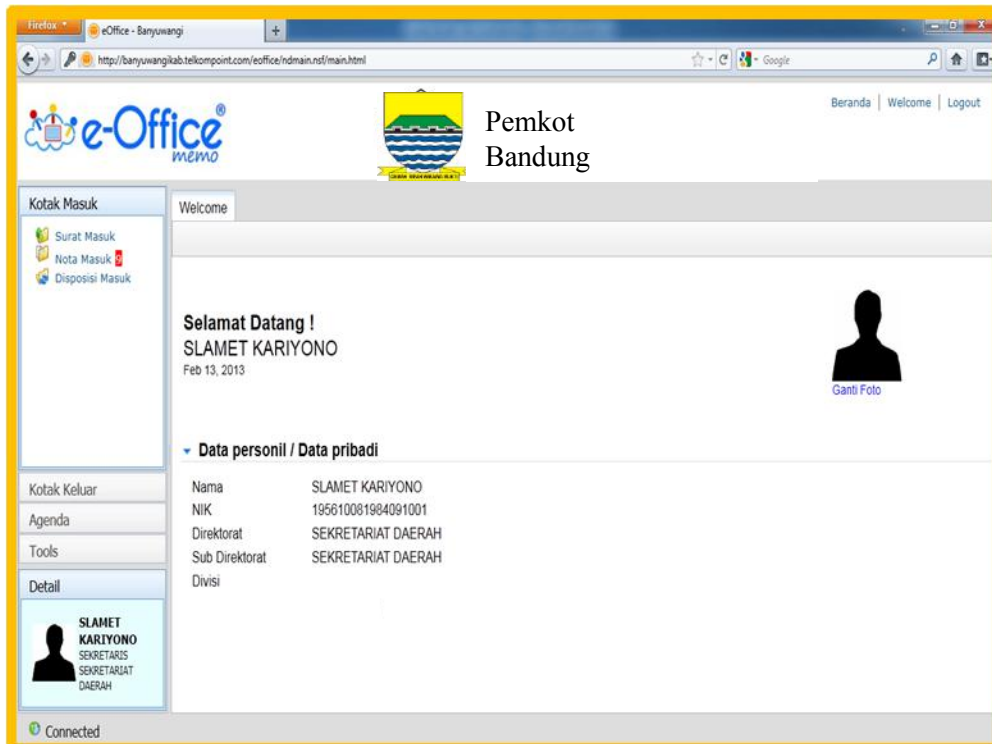 Firefox
eOffice - Banyuwangi
+
http://banyuwangikab.telkompoint.com/eoffice/ndmain.nsf/main.html
Google
e-Office®
memo
Pemkot
Bandung
Beranda | Welcome | Logout
Kotak Masuk
Surat Masuk
Nota Masuk 9
Disposisi Masuk
Kotak Keluar
Agenda
Tools
Detail
SLAMET
KARIYONO
SEKRETARIS
SEKRETARIAT
DAERAH
Welcome
Selamat Datang !
SLAMET KARIYONO
Feb 13, 2013
Ganti Foto
Data personil / Data pribadi
Nama SLAMET KARIYONO
NIK 195610081984091001
Direktorat SEKRETARIAT DAERAH
Sub Direktorat SEKRETARIAT DAERAH
Divisi
Connected